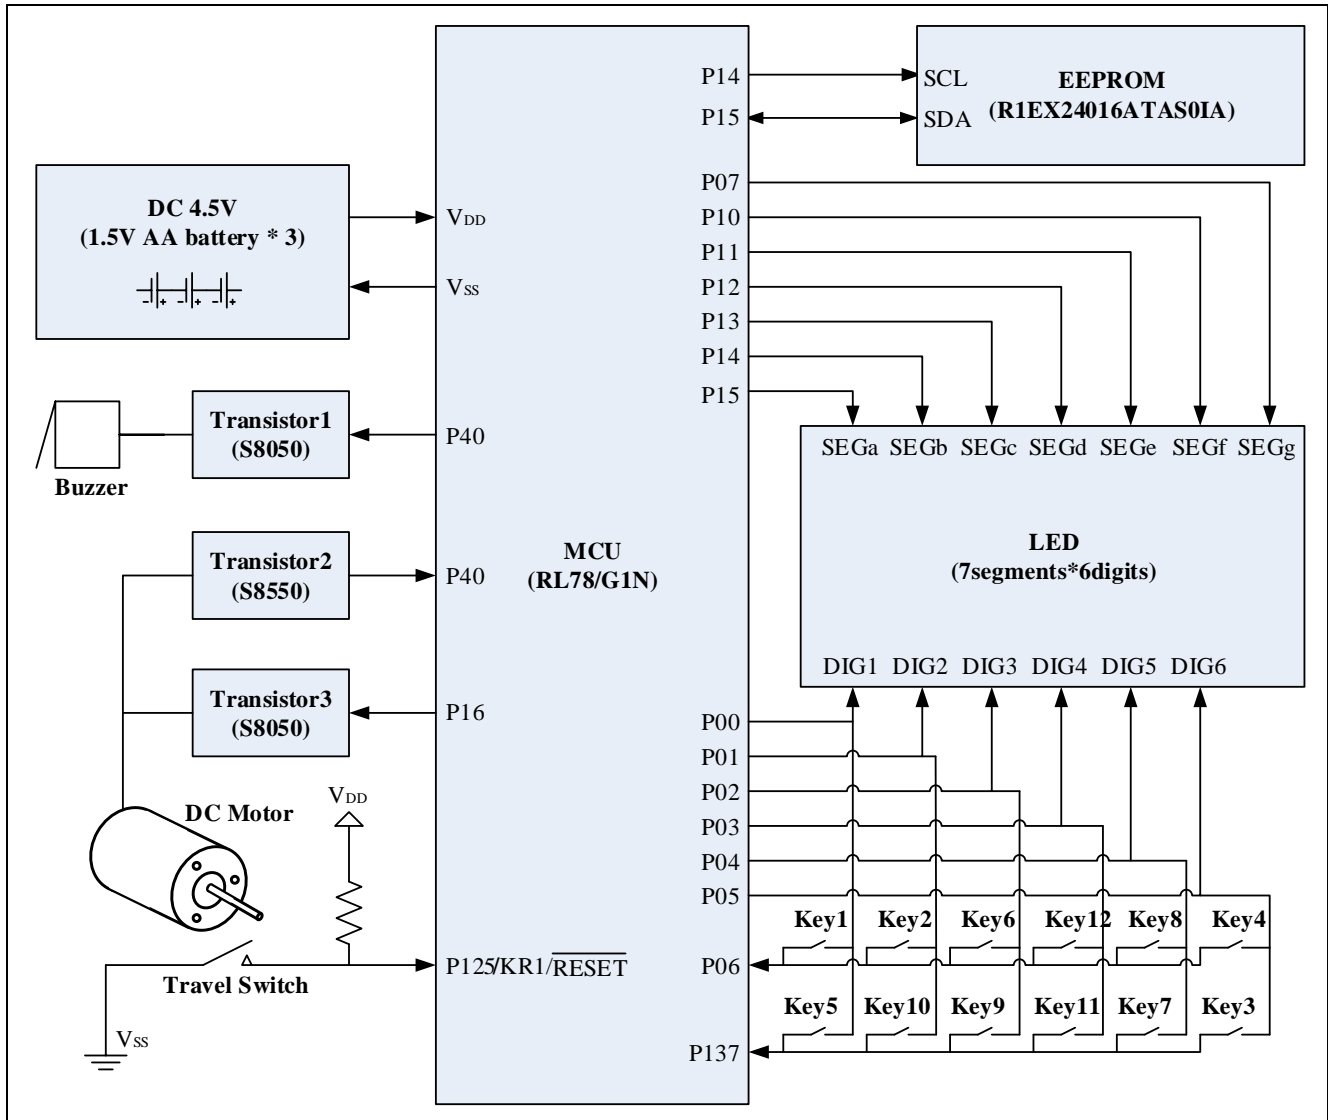 DC 4.5V
(1.5V AA battery * 3)
- + - + - +
Buzzer
Transistor1
(S8050)
Transistor2
(S8550)
Transistor3
(S8050)
DC Motor
VDD
Travel Switch
VSS
VDD
VSS
P40
P40
P16
P125/KR1/RESET
MCU
(RL78/G1N)
P14
P15
P07
P10
P11
P12
P13
P14
P15
P00
P01
P02
P03
P04
P05
P06
P137
SCL
SDA
EEPROM
(R1EX24016ATAS0IA)
SEGa SEGb SEGc SEGd SEGe SEGf SEGg
LED
(7segments*6digits)
DIG1 DIG2 DIG3 DIG4 DIG5 DIG6
Key1 Key2 Key6 Key12 Key8 Key4
Key5 Key10 Key9 Key11 Key7 Key3